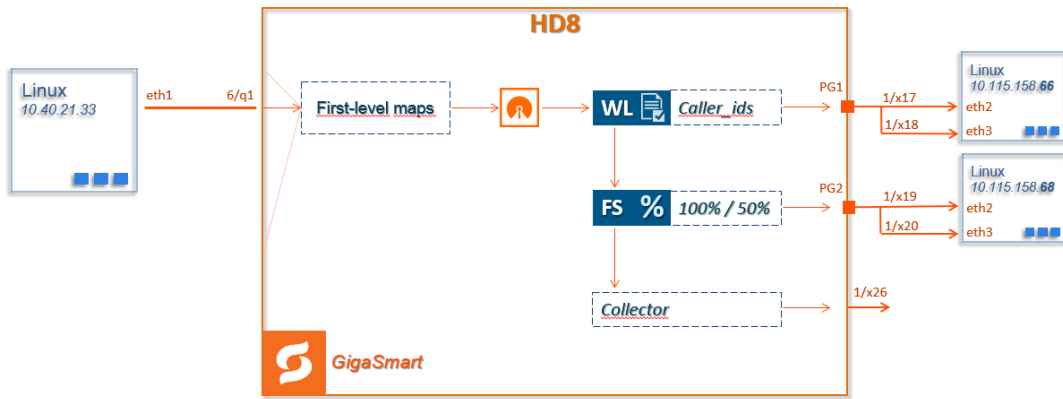 HD8
Linux
10.40.21.33
eth1
6/q1
First-level maps
WL
Caller_ids
PG1
1/x17
1/x18
Linux
10.115.158.66
eth2
eth3
FS %
100% / 50%
PG2
1/x19
1/x20
Linux
10.115.158.68
eth2
eth3
Collector
1/x26
GigaSmart